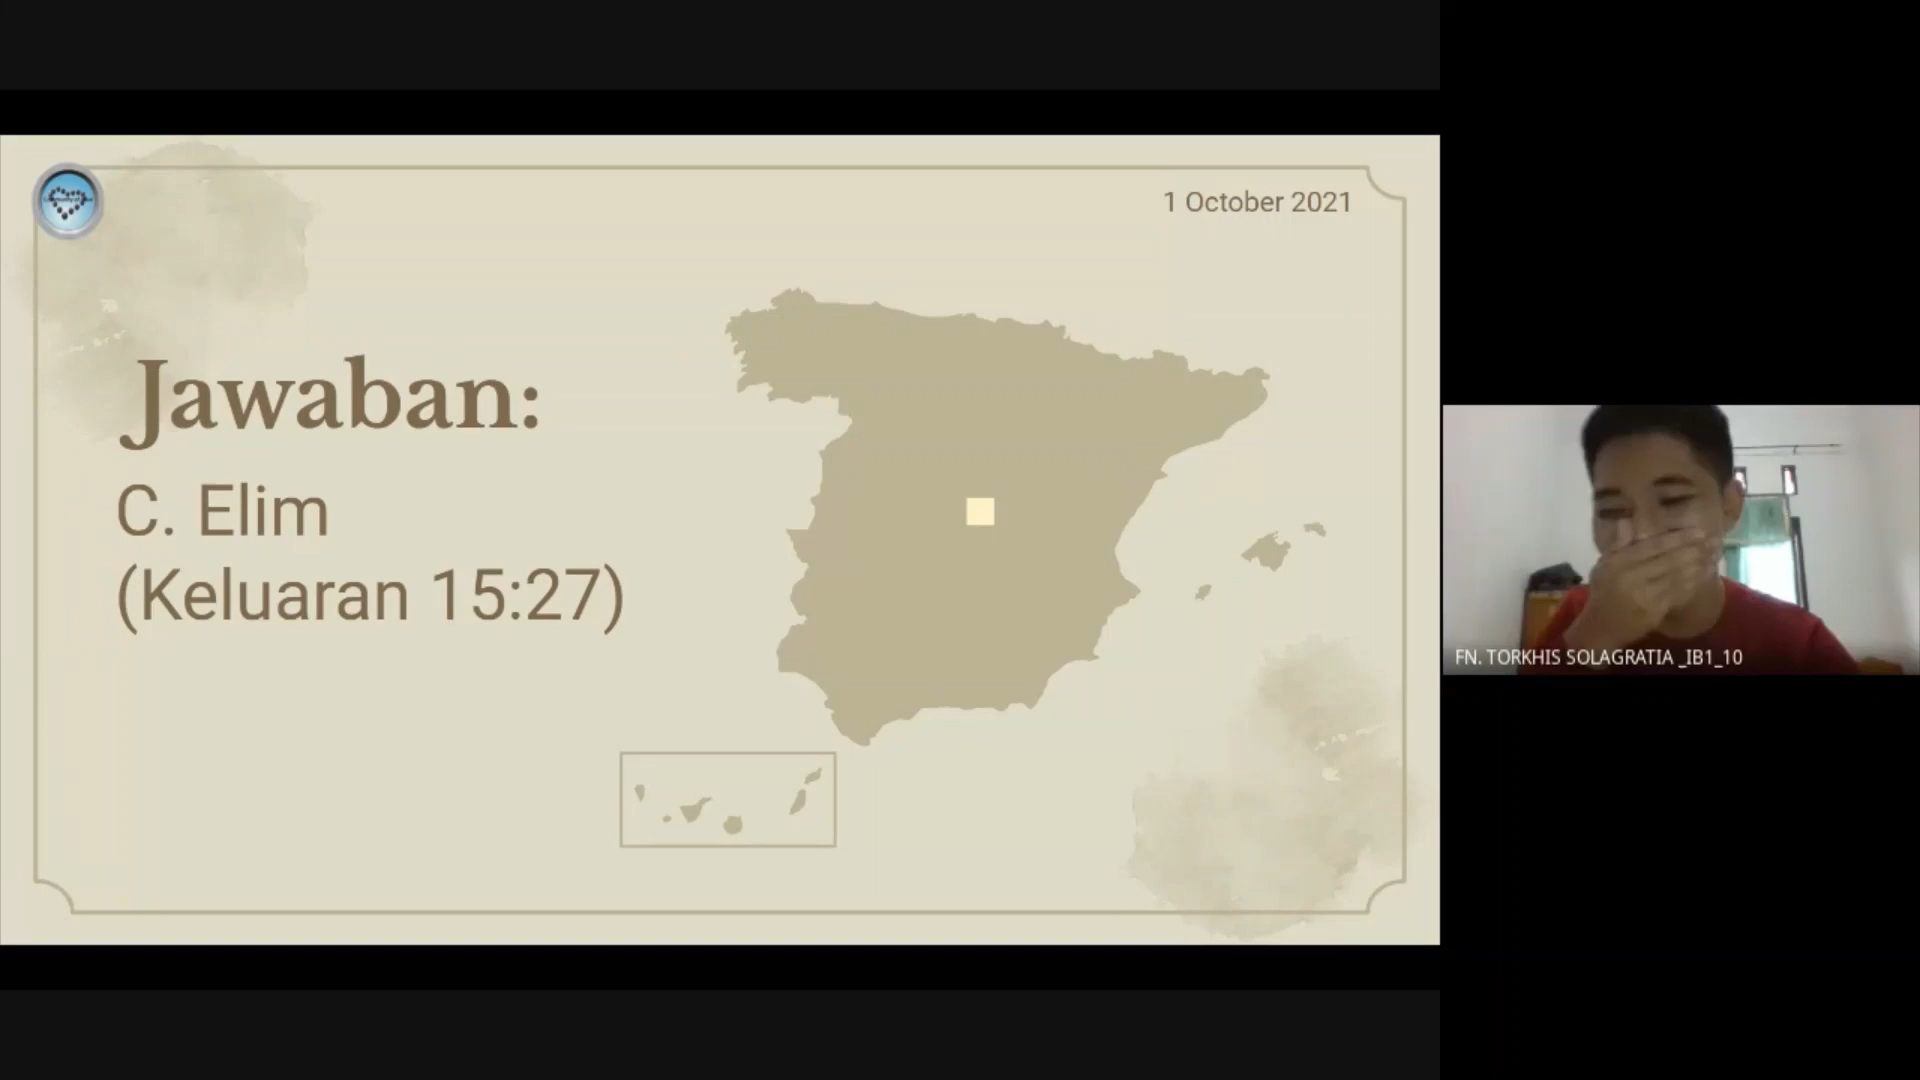 1 October 2021
Jawaban:
C. Elim
(Keluaran 15:27)
FN. TORKHIS SOLAGRATIA _IB1_10